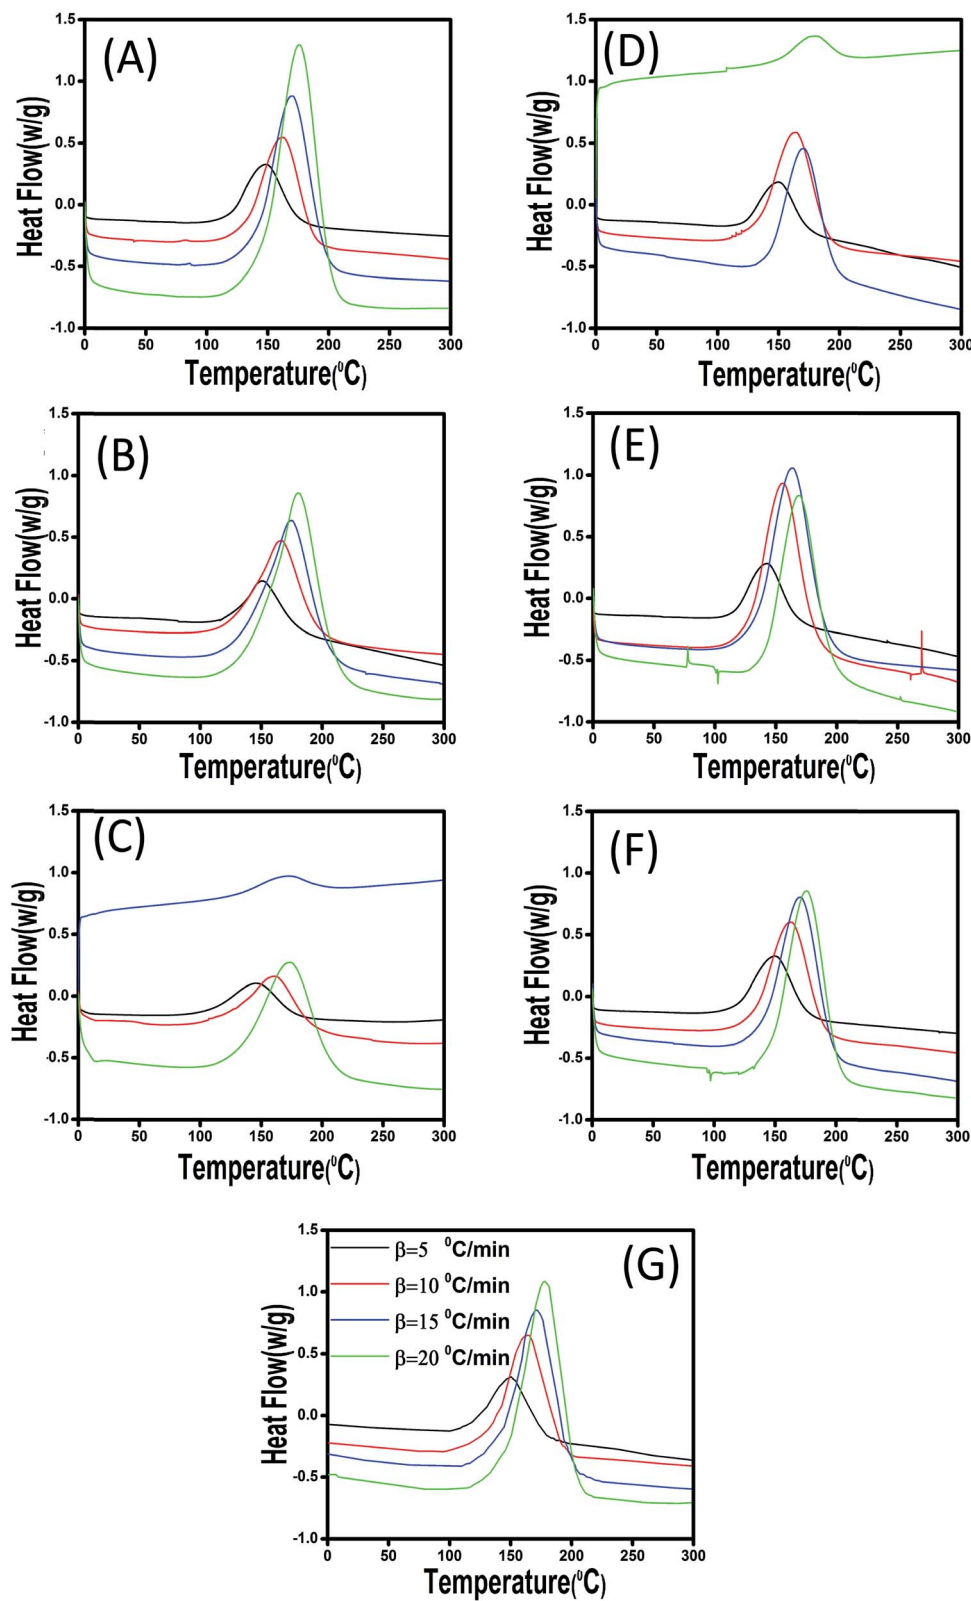 (A)
1.5
1.0
0.5
0.0
-0.5
-1.0
Heat Flow(w/g)
0 50 100 150 200 250 300
Temperature(⁰C)
(D)
1.5
1.0
0.5
0.0
-0.5
-1.0
Heat Flow(w/g)
0 50 100 150 200 250 300
Temperature(⁰C)
(B)
1.5
1.0
0.5
0.0
-0.5
-1.0
Heat Flow(w/g)
0 50 100 150 200 250 300
Temperature(⁰C)
(E)
1.5
1.0
0.5
0.0
-0.5
-1.0
Heat Flow(w/g)
0 50 100 150 200 250 300
Temperature(⁰C)
(C)
1.5
1.0
0.5
0.0
-0.5
-1.0
Heat Flow(w/g)
0 50 100 150 200 250 300
Temperature(⁰C)
(F)
1.5
1.0
0.5
0.0
-0.5
-1.0
Heat Flow(w/g)
0 50 100 150 200 250 300
Temperature(⁰C)
(G)
β=5 ⁰C/min
β=10 ⁰C/min
β=15 ⁰C/min
β=20 ⁰C/min
1.5
1.0
0.5
0.0
-0.5
-1.0
Heat Flow(w/g)
0 50 100 150 200 250 300
Temperature(⁰C)